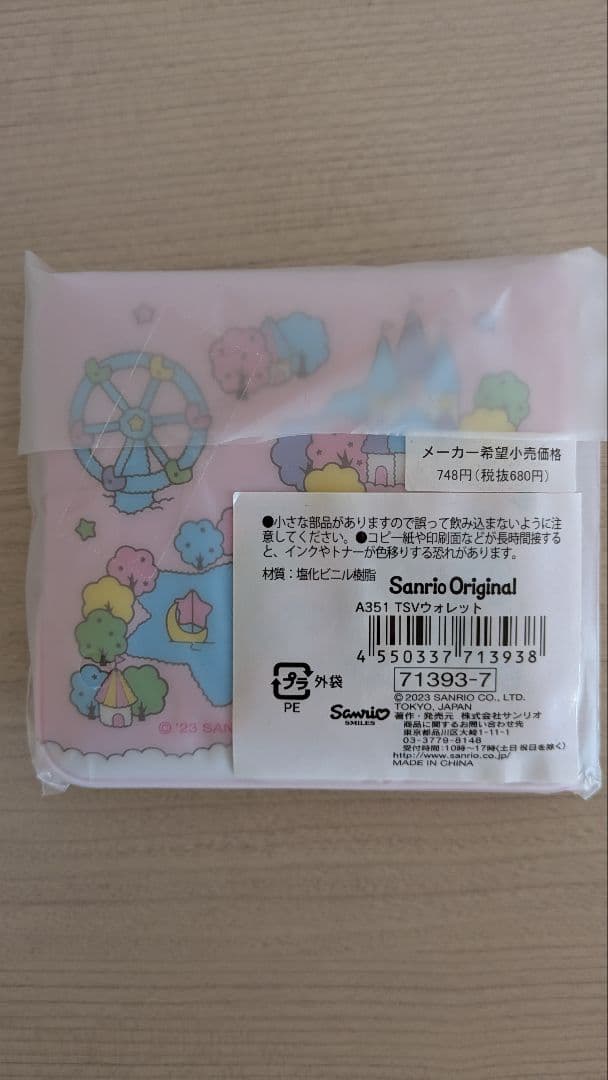 メーカー希望小売価格
748円(税抜680円)
●小さな部品がありますので誤って飲み込まないように注
意してください。●コピー紙や印刷面などが長時間接する
と、インクやトナーが色移りする恐れがあります。
材質：塩化ビニル樹脂
Sanrio Original
A351 TSVウォレット
4 550337 713938
71393-7
プラ 外袋
PE
© 2023 SANRIO CO., LTD.
TOKYO, JAPAN
Sanrio
SMILES
著作・発売元 株式会社サンリオ
商品に関するお問い合わせ先
東京都品川区大崎1-11-1
03-3779-8148
受付時間：10時〜17時(土日祝日を除く)
http://www.sanrio.co.jp/
MADE IN CHINA
© '23 SAN